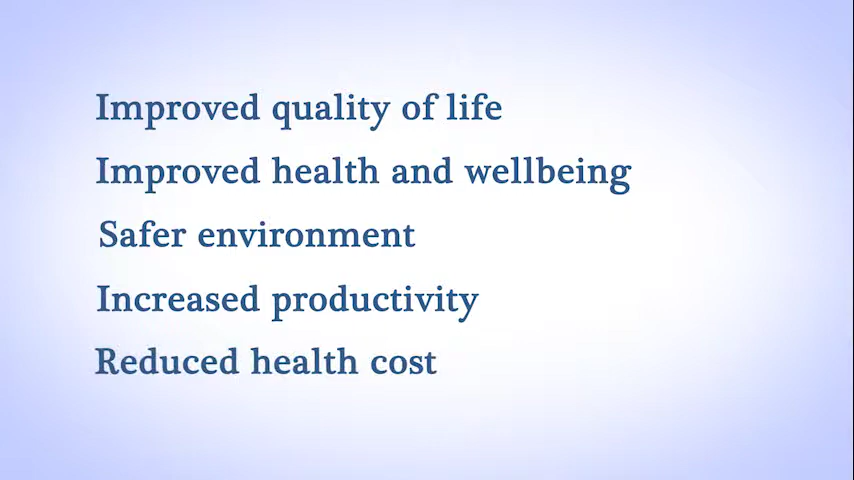 Improved quality of life
Improved health and wellbeing
Safer environment
Increased productivity
Reduced health cost